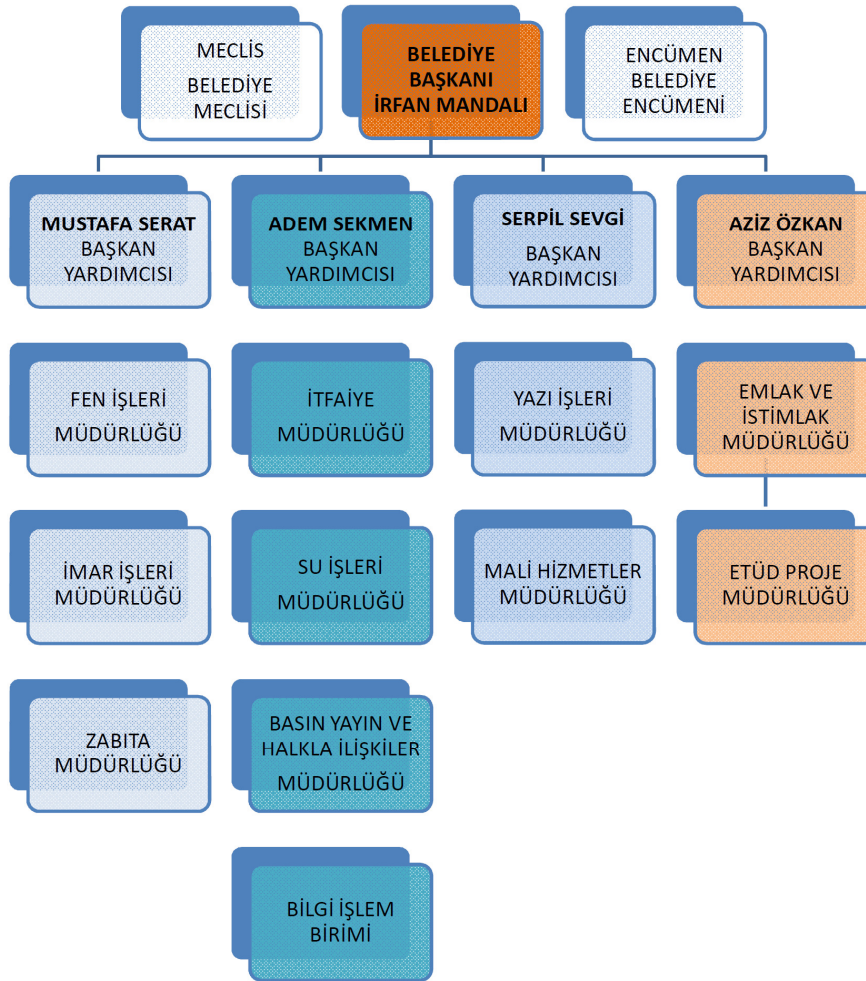 MECLİS
BELEDİYE
MECLİSİ
BELEDİYE
BAŞKANI
İRFAN MANDALI
ENCÜMEN
BELEDİYE
ENCÜMENİ
MUSTAFA SERAT
BAŞKAN
YARDIMCISI
ADEM SEKMEN
BAŞKAN
YARDIMCISI
SERPİL SEVGİ
BAŞKAN
YARDIMCISI
AZİZ ÖZKAN
BAŞKAN
YARDIMCISI
FEN İŞLERİ
MÜDÜRLÜĞÜ
İTFAİYE
MÜDÜRLÜĞÜ
YAZI İŞLERİ
MÜDÜRLÜĞÜ
EMLAK VE
İSTİMLAK
MÜDÜRLÜĞÜ
İMAR İŞLERİ
MÜDÜRLÜĞÜ
SU İŞLERİ
MÜDÜRLÜĞÜ
MALİ HİZMETLER
MÜDÜRLÜĞÜ
ETÜD PROJE
MÜDÜRLÜĞÜ
ZABITA
MÜDÜRLÜĞÜ
BASIN YAYIN VE
HALKLA İLİŞKİLER
MÜDÜRLÜĞÜ
BİLGİ İŞLEM
BİRİMİ